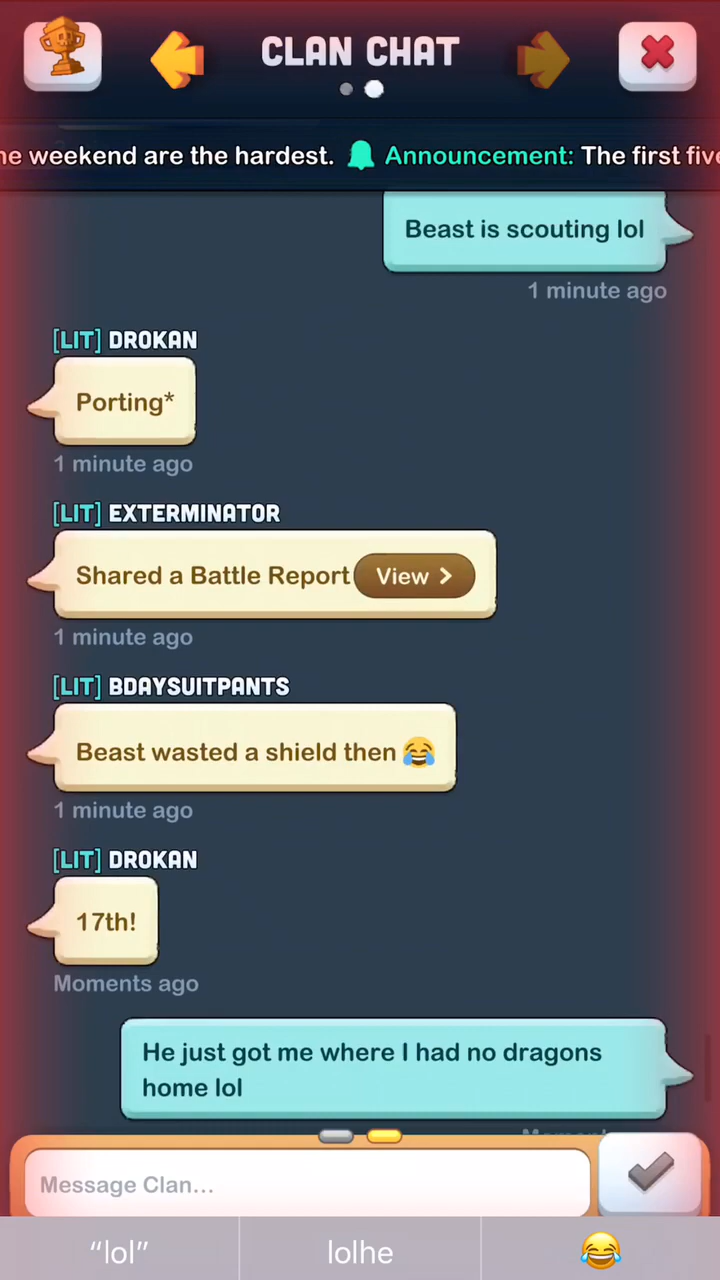 CLAN CHAT
he weekend are the hardest. Announcement: The first five
Beast is scouting lol
1 minute ago
[LIT] DROKAN
Porting*
1 minute ago
[LIT] EXTERMINATOR
Shared a Battle Report View >
1 minute ago
[LIT] BDAYSUITPANTS
Beast wasted a shield then 😂
1 minute ago
[LIT] DROKAN
17th!
Moments ago
He just got me where I had no dragons
home lol
Message Clan...
“lol” lolhe 😂